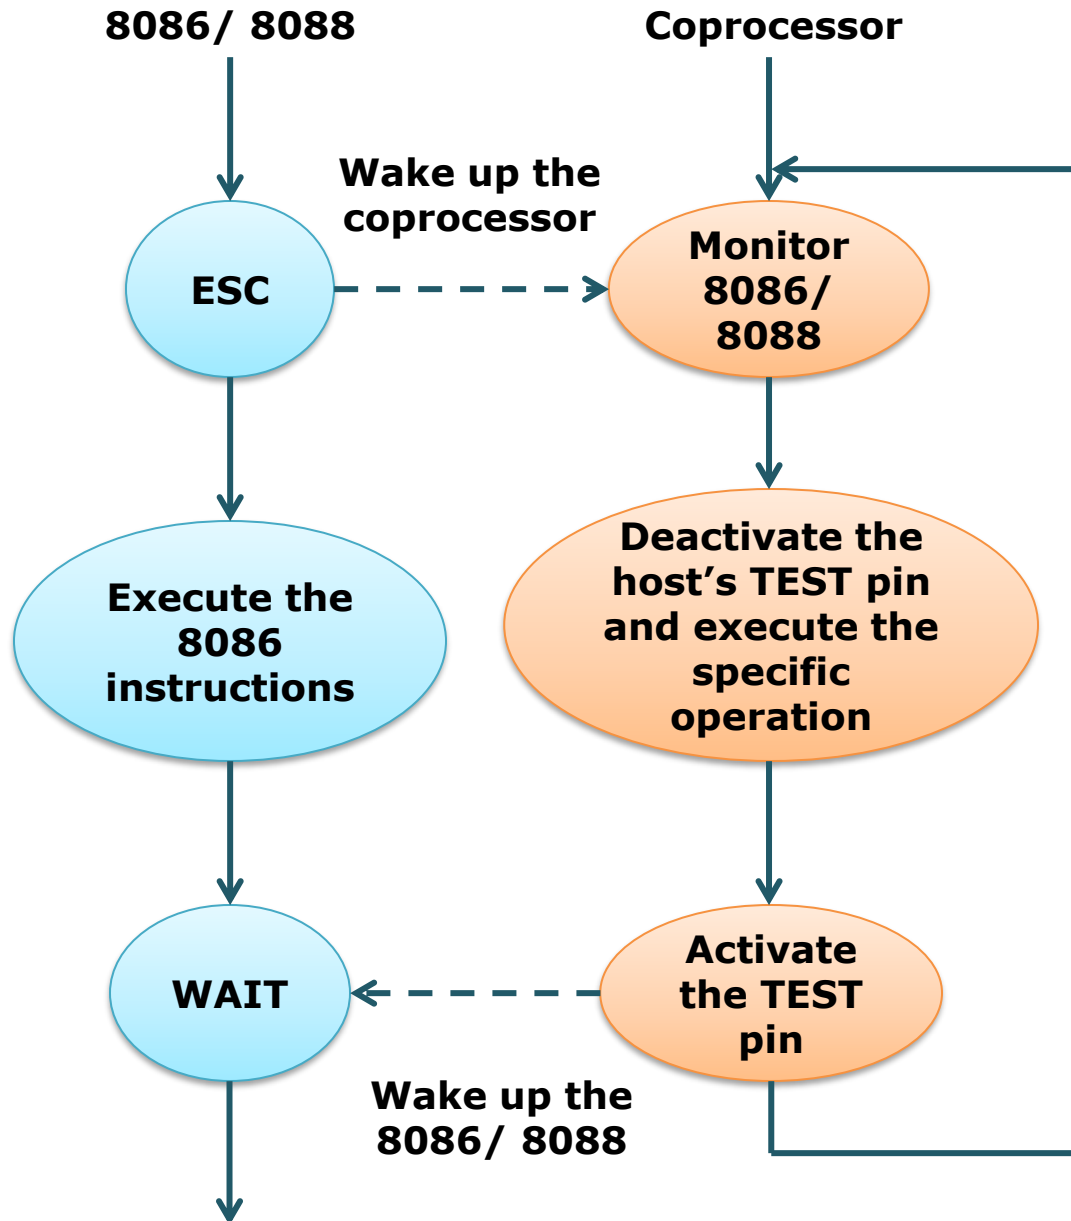 8086/ 8088
Coprocessor
Wake up the
coprocessor
ESC
Monitor
8086/
8088
Execute the
8086
instructions
Deactivate the
host’s TEST pin
and execute the
specific
operation
WAIT
Activate
the TEST
pin
Wake up the
8086/ 8088